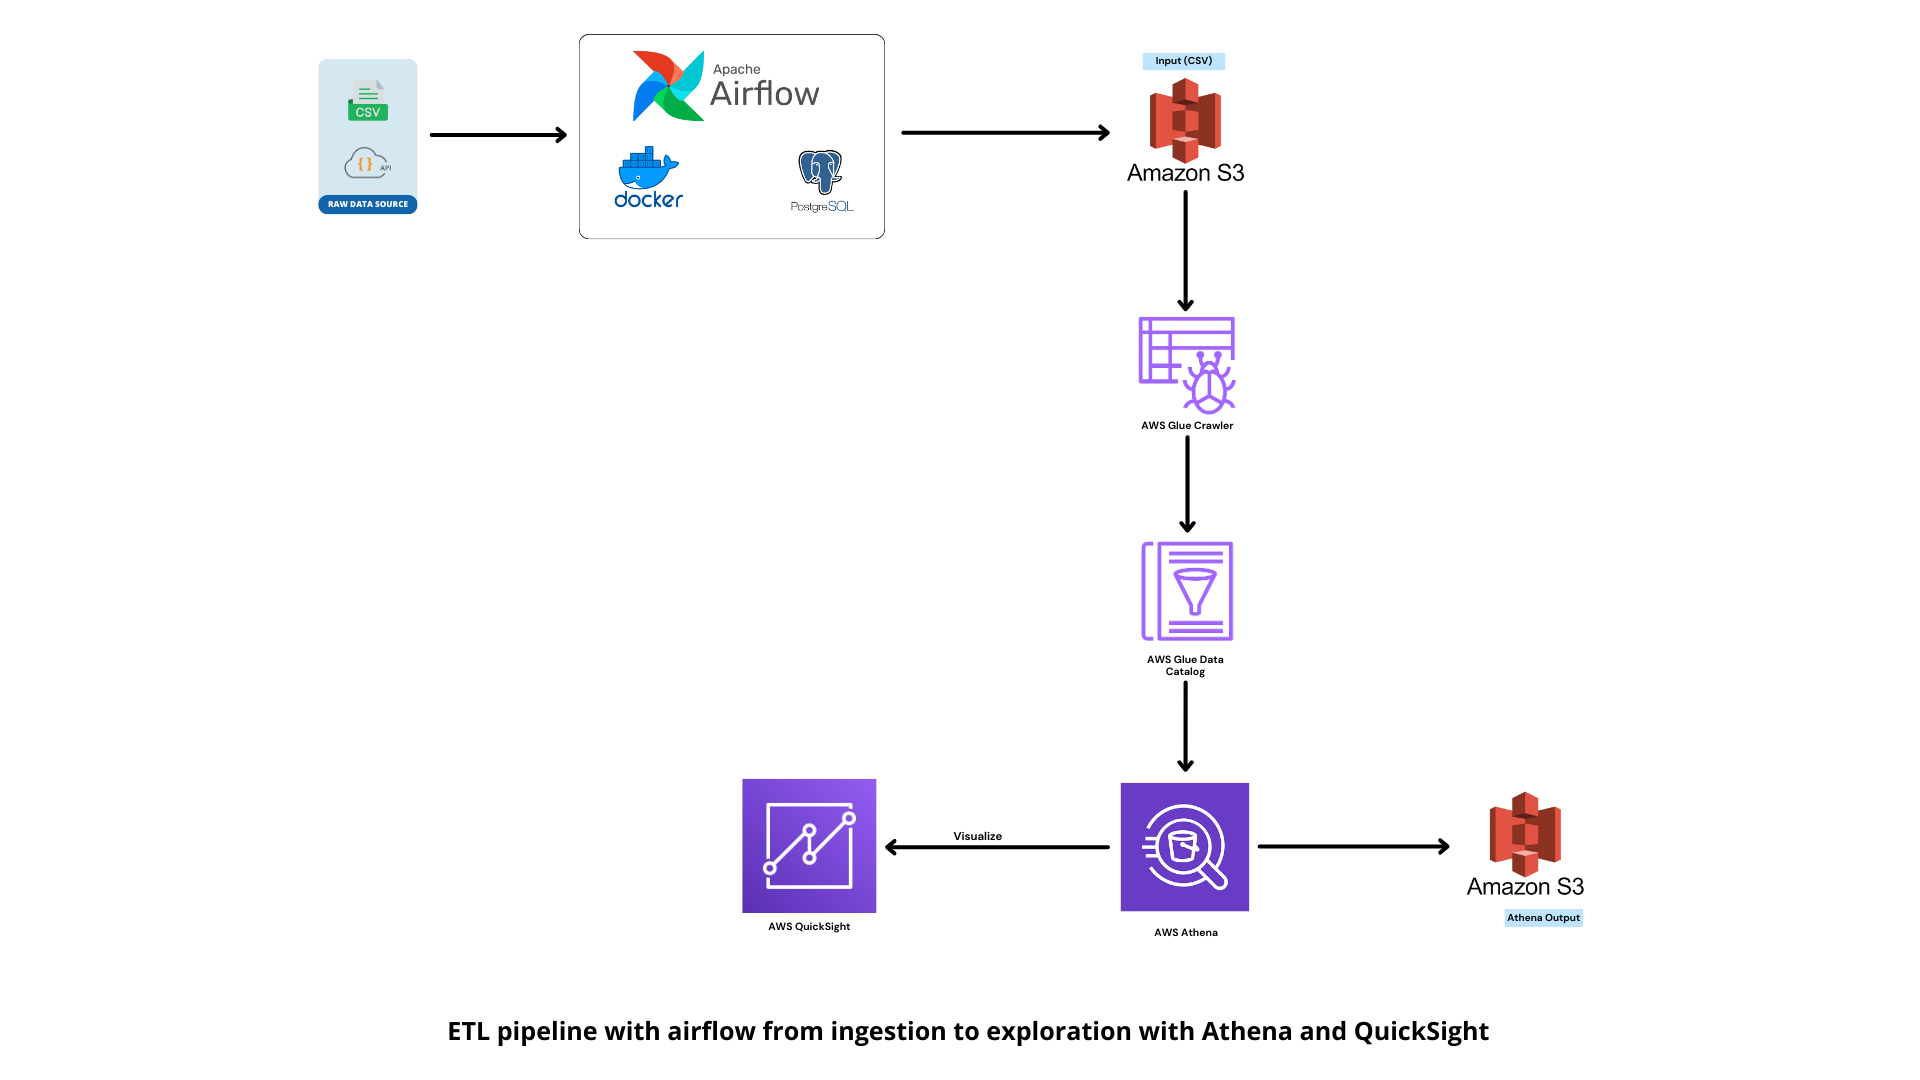 CSV
API
RAW DATA SOURCE
Apache
Airflow
docker
PostgreSQL
Input (CSV)
Amazon S3
AWS Glue Crawler
AWS Glue Data
Catalog
Visualize
AWS QuickSight
AWS Athena
Amazon S3
Athena Output
ETL pipeline with airflow from ingestion to exploration with Athena and QuickSight